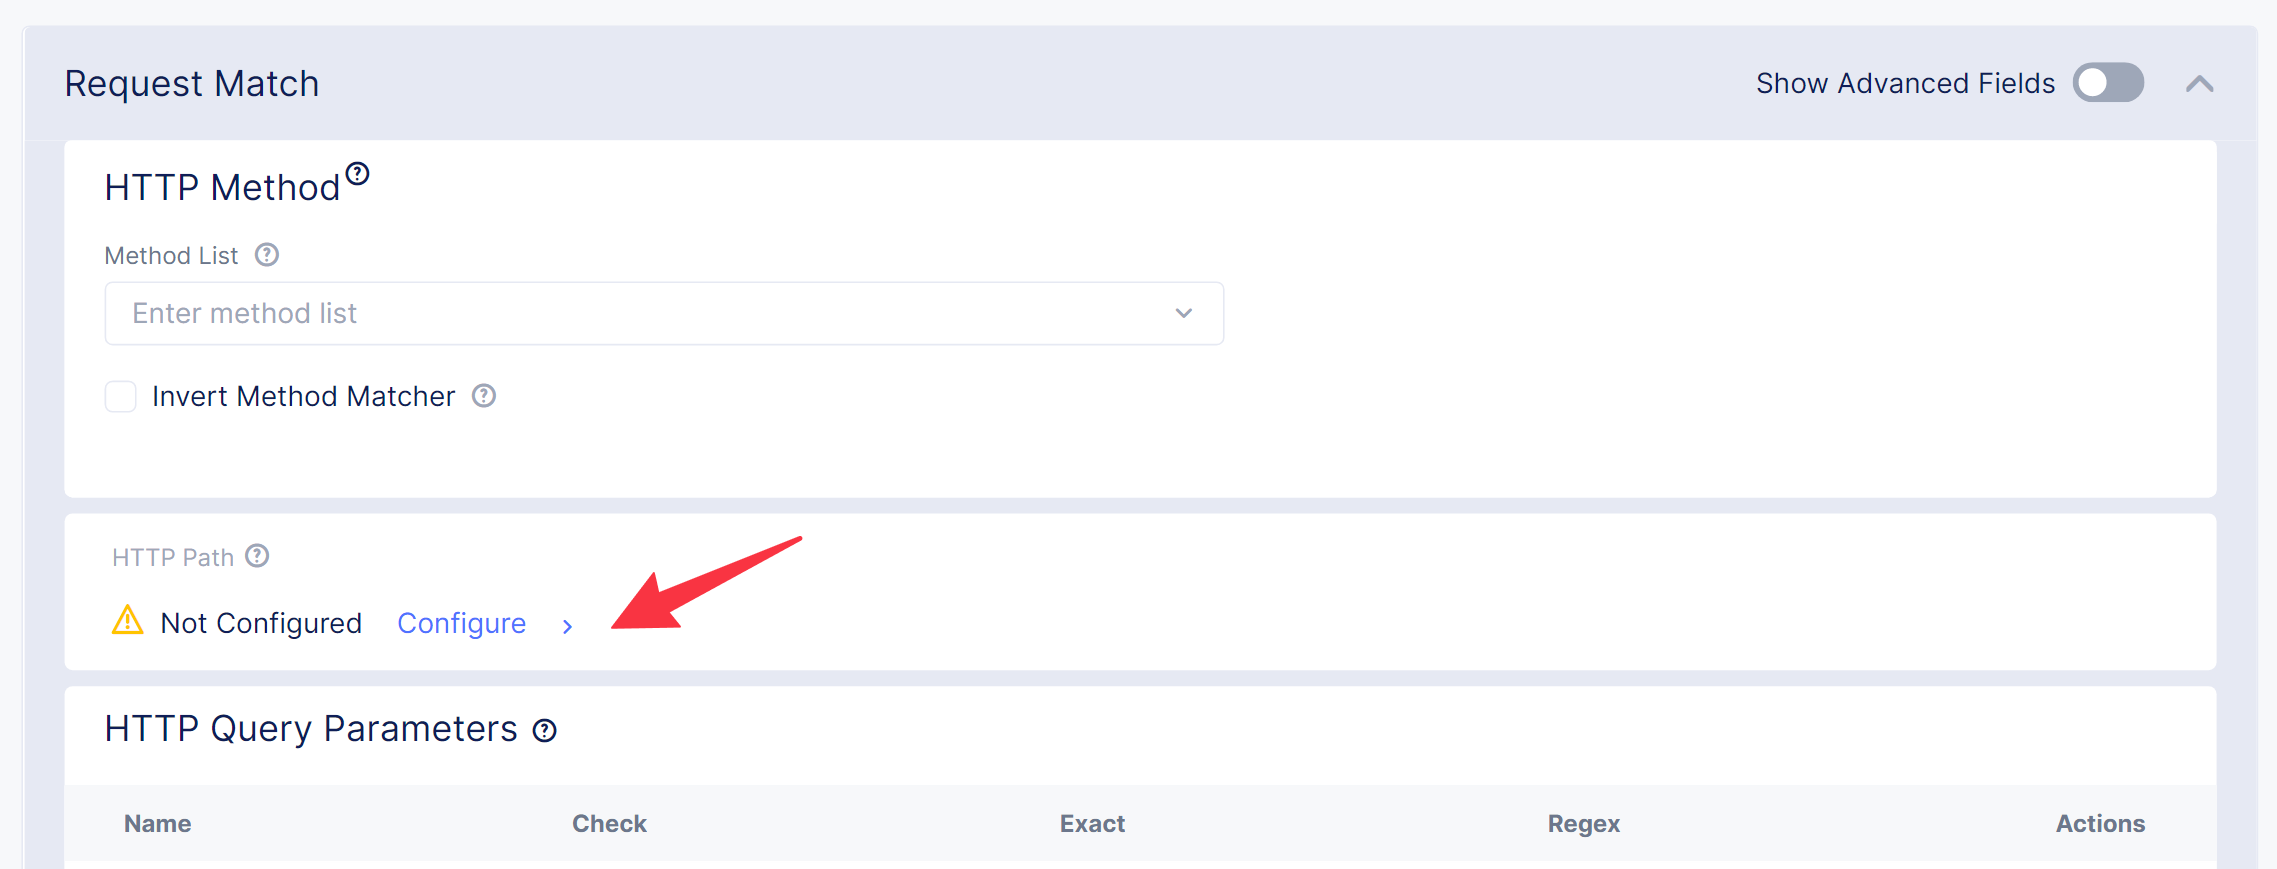 Request Match
Show Advanced Fields
HTTP Method
Method List
Enter method list
Invert Method Matcher
HTTP Path
Not Configured Configure
HTTP Query Parameters
Name Check Exact Regex Actions